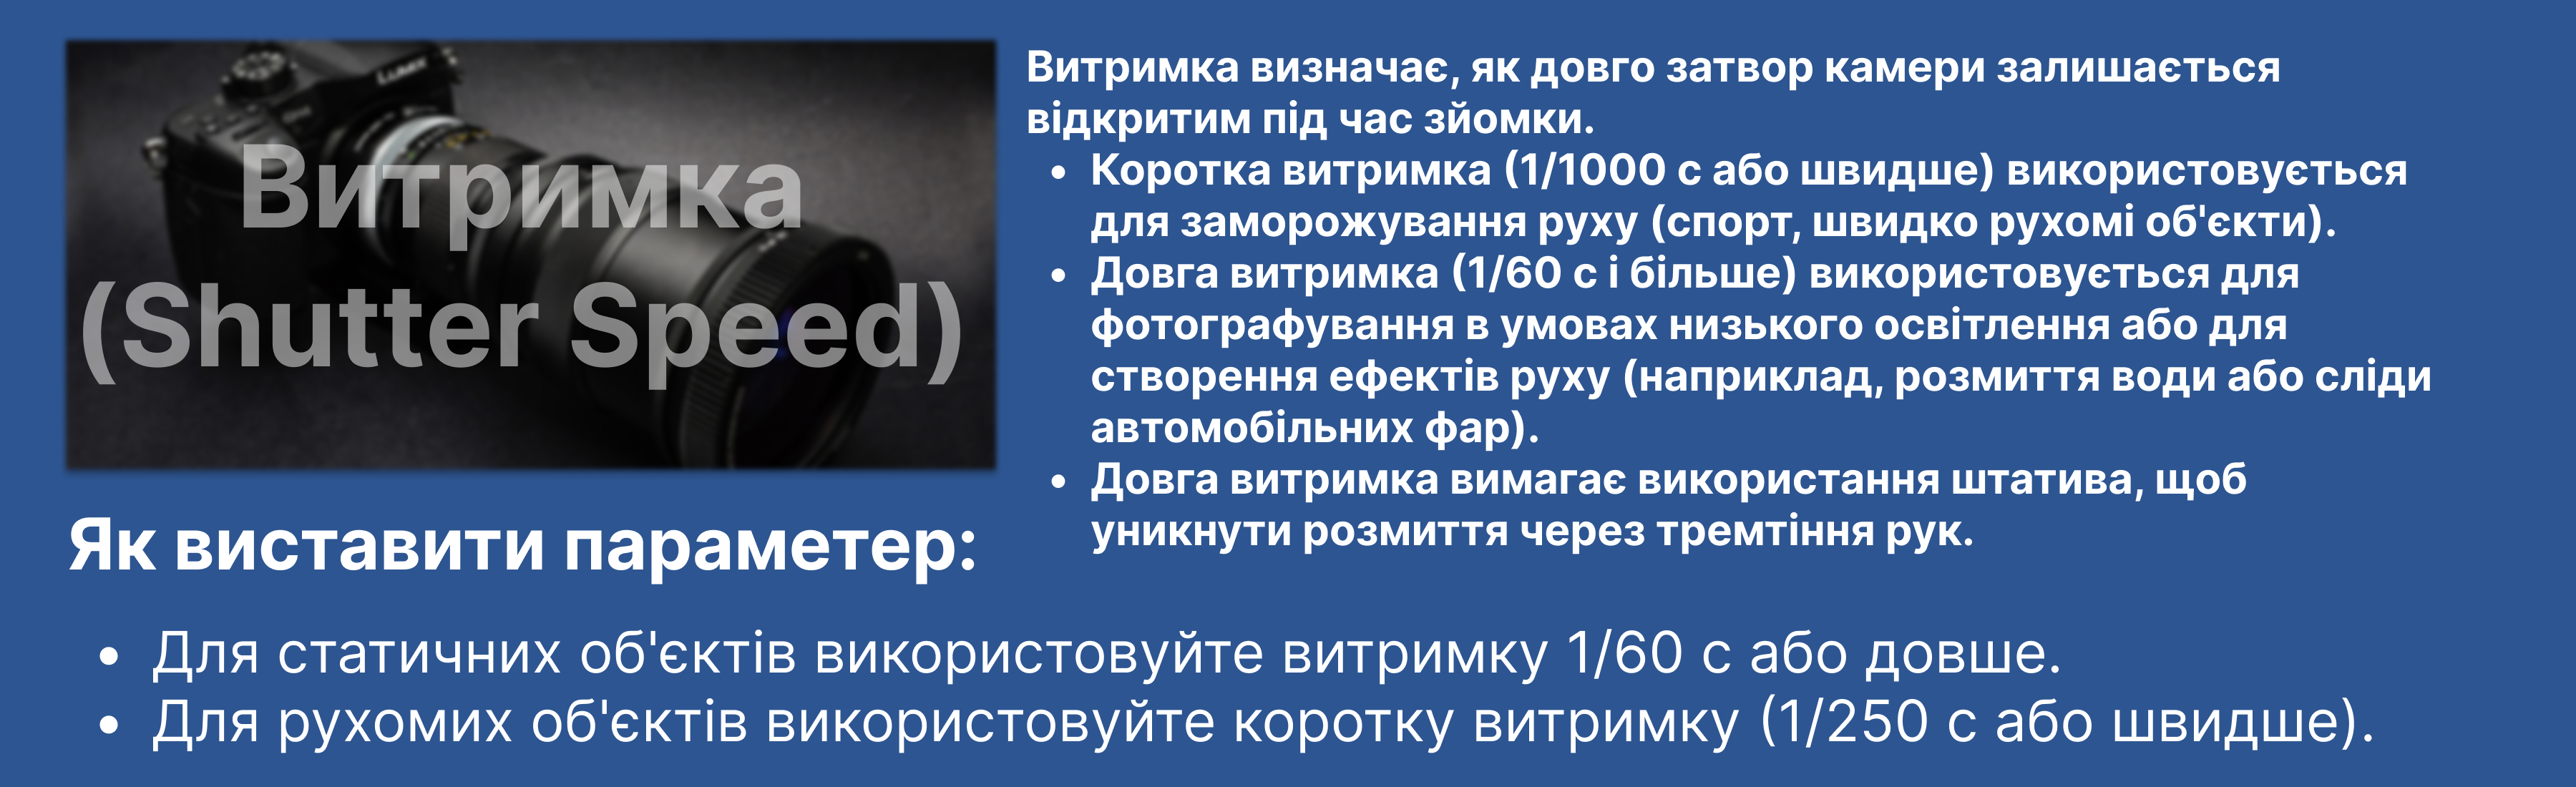 LUMIX
Витримка
(Shutter Speed)
Витримка визначає, як довго затвор камери залишається
відкритим під час зйомки.
• Коротка витримка (1/1000 с або швидше) використовується
для заморожування руху (спорт, швидко рухомі об'єкти).
• Довга витримка (1/60 с і більше) використовується для
фотографування в умовах низького освітлення або для
створення ефектів руху (наприклад, розмиття води або сліди
автомобільних фар).
• Довга витримка вимагає використання штатива, щоб
уникнути розмиття через тремтіння рук.
Як виставити параметер:
• Для статичних об'єктів використовуйте витримку 1/60 с або довше.
• Для рухомих об'єктів використовуйте коротку витримку (1/250 с або швидше).